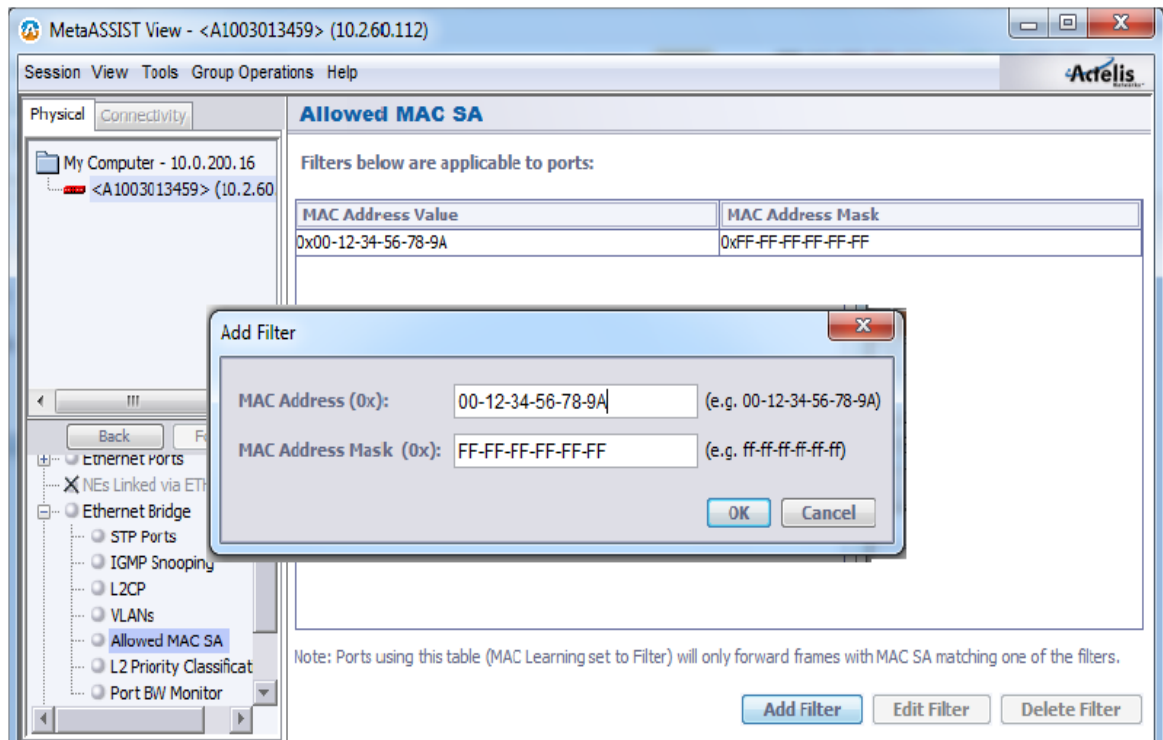 MetaASSIST View - <A1003013459> (10.2.60.112)
Session View Tools Group Operations Help
Actelis
Networks
Physical
Connectivity
My Computer - 10.0.200.16
<A1003013459> (10.2.60
Back
Ethernet Ports
NEs Linked via ETH
Ethernet Bridge
STP Ports
IGMP Snooping
L2CP
VLANs
Allowed MAC SA
L2 Priority Classificat
Port BW Monitor
Allowed MAC SA
Filters below are applicable to ports:
MAC Address Value MAC Address Mask
0x00-12-34-56-78-9A 0xFF-FF-FF-FF-FF-FF
Add Filter
MAC Address (0x): 00-12-34-56-78-9A (e.g. 00-12-34-56-78-9A)
MAC Address Mask (0x): FF-FF-FF-FF-FF-FF (e.g. ff-ff-ff-ff-ff-ff)
OK Cancel
Note: Ports using this table (MAC Learning set to Filter) will only forward frames with MAC SA matching one of the filters.
Add Filter Edit Filter Delete Filter